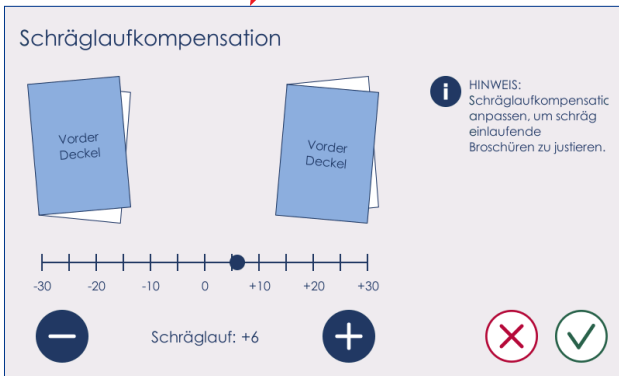 Schräglaufkompensation
Vorder
Deckel
Vorder
Deckel
HINWEIS:
Schräglaufkompensatic
anpassen, um schräg
einlaufende
Broschüren zu justieren.
-30 -20 -10 0 +10 +20 +30
Schräglauf: +6